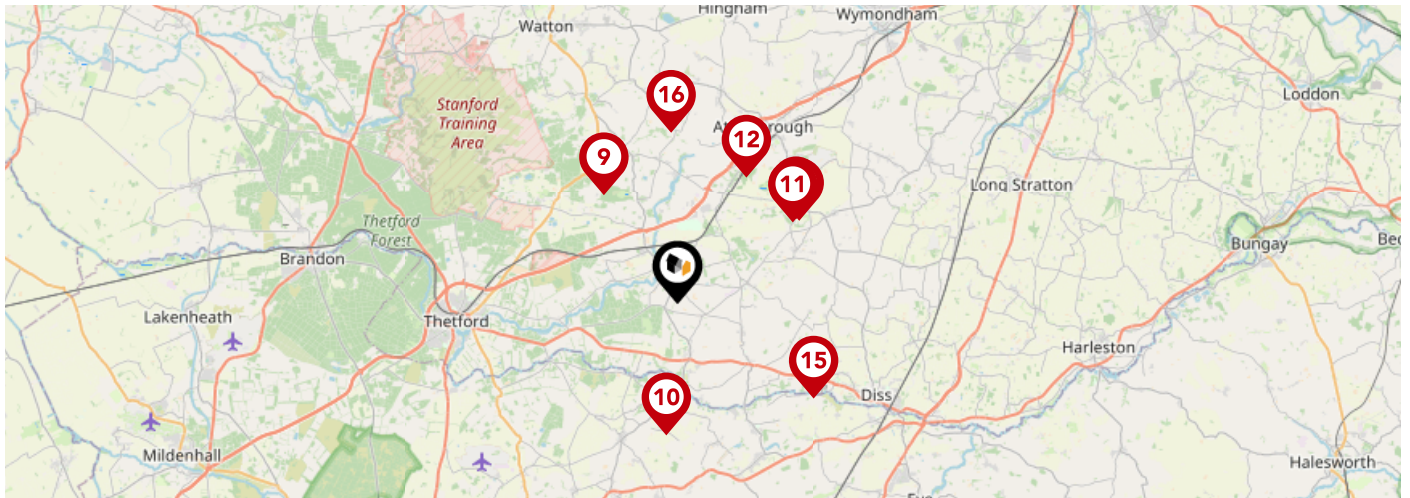 Hingham
Wymondham
Watton
16
Loddon
Stanford
Training
Area
12
9
11
Long Stratton
Thetford
Forest
Brandon
Bungay
Lakenheath
Thetford
Harleston
15
10
Diss
Mildenhall
Halesworth